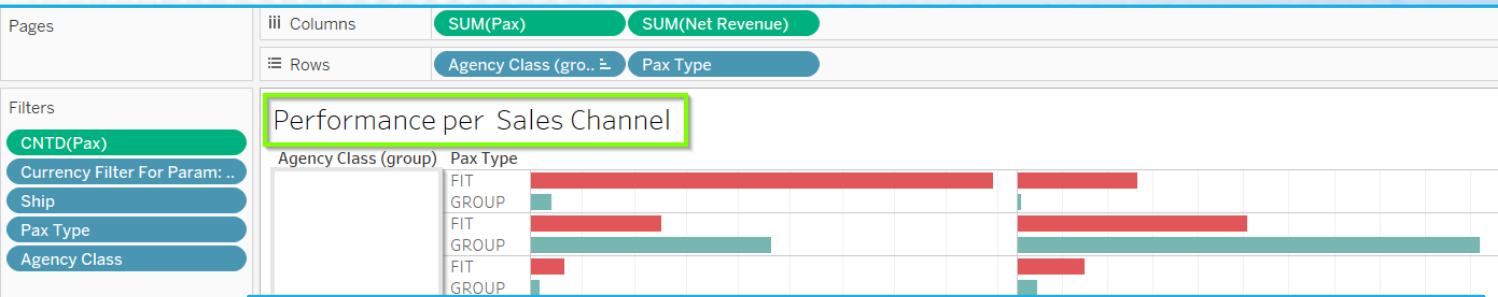 Pages
Columns
SUM(Pax)
SUM(Net Revenue)
Rows
Agency Class (gro..
Pax Type
Filters
CNTD(Pax)
Currency Filter For Param: ..
Ship
Pax Type
Agency Class
Performance per Sales Channel
Agency Class (group) Pax Type
FIT
GROUP
FIT
GROUP
FIT
GROUP